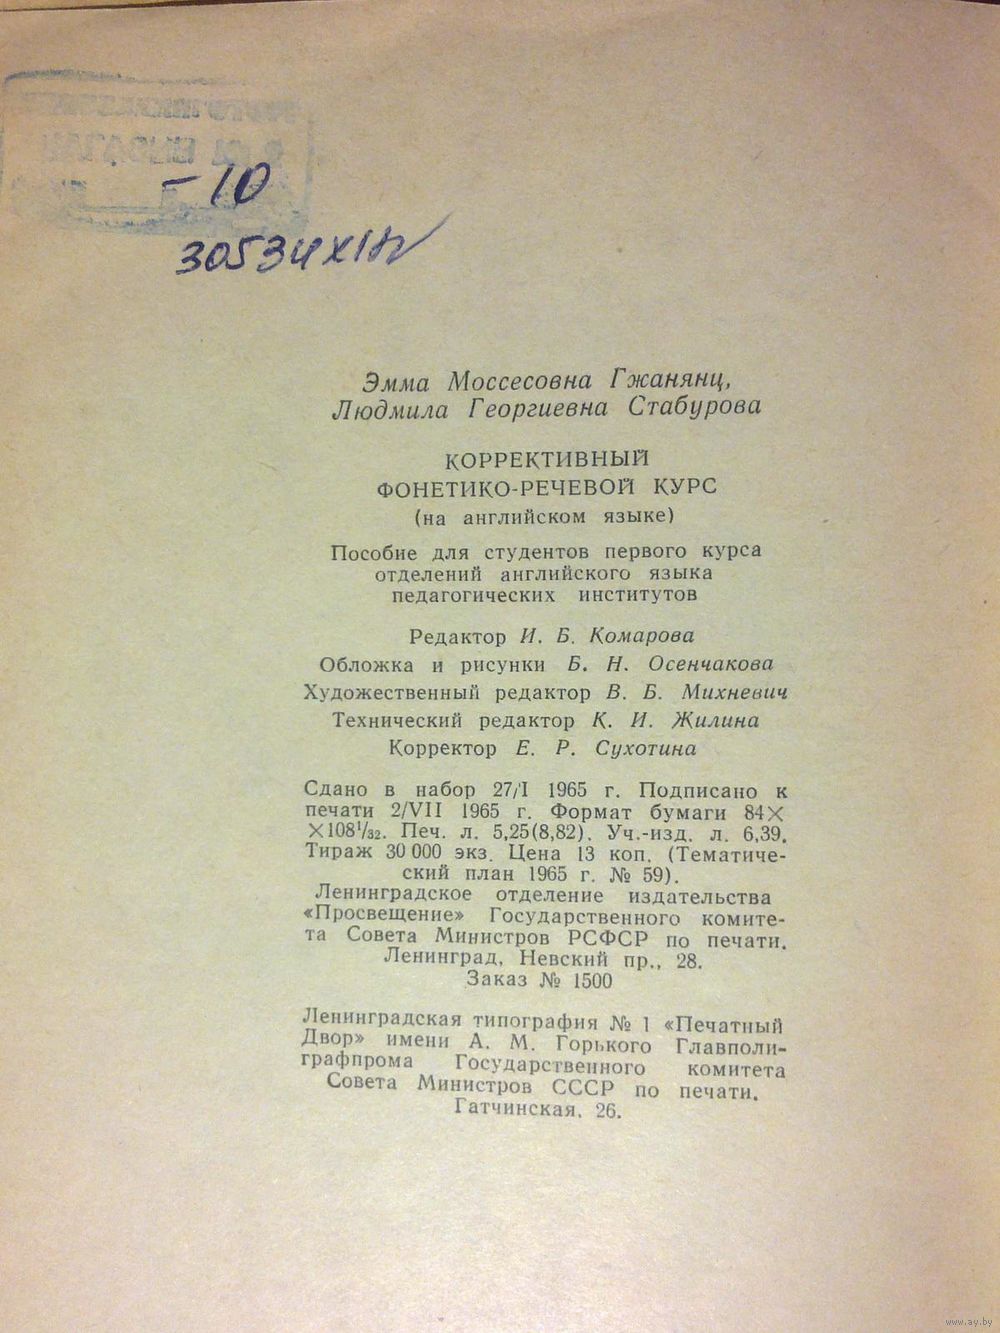 -10
Эмма Моссесовна Гжанянц,
Людмила Георгиевна Стабурова
КОРРЕКТИВНЫЙ
ФОНЕТИКО-РЕЧЕВОЙ КУРС
(на английском языке)
Пособие для студентов первого курса
отделений английского языка
педагогических институтов
Редактор И. Б. Комарова
Обложка и рисунки Б. Н. Осенчакова
Художественный редактор В. Б. Михневич
Технический редактор К. И. Жилина
Корректор Е. Р. Сухотина
Сдано в набор 27/I 1965 г. Подписано к
печати 2/VII 1965 г. Формат бумаги 84×
×108¹/₃₂. Печ. л. 5,25(8,82). Уч.-изд. л. 6,39.
Тираж 30 000 экз. Цена 13 коп. (Тематиче-
ский план 1965 г. № 59).
Ленинградское отделение издательства
«Просвещение» Государственного комите-
та Совета Министров РСФСР по печати.
Ленинград, Невский пр., 28.
Заказ № 1500
Ленинградская типография № 1 «Печатный
Двор» имени А. М. Горького Главполи-
графпрома Государственного комитета
Совета Министров СССР по печати.
Гатчинская, 26.
www.ay.by